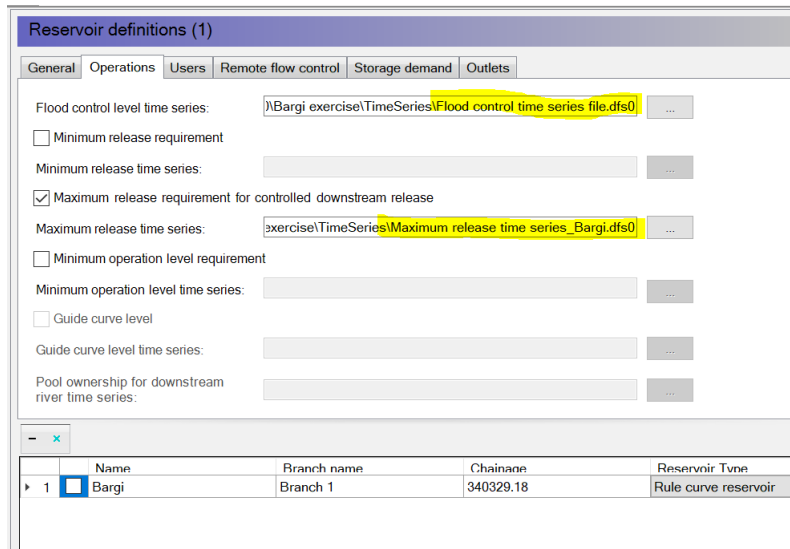 Reservoir definitions (1)
General Operations Users Remote flow control Storage demand Outlets
Flood control level time series: )\Bargi exercise\TimeSeries\Flood control time series file.dfs0 ...
Minimum release requirement
Minimum release time series: ...
Maximum release requirement for controlled downstream release
Maximum release time series: exercise\TimeSeries\Maximum release time series_Bargi.dfs0 ...
Minimum operation level requirement
Minimum operation level time series: ...
Guide curve level
Guide curve level time series: ...
Pool ownership for downstream
river time series: ...
Name Branch name Chainage Reservoir Type
1 Bargi Branch 1 340329.18 Rule curve reservoir